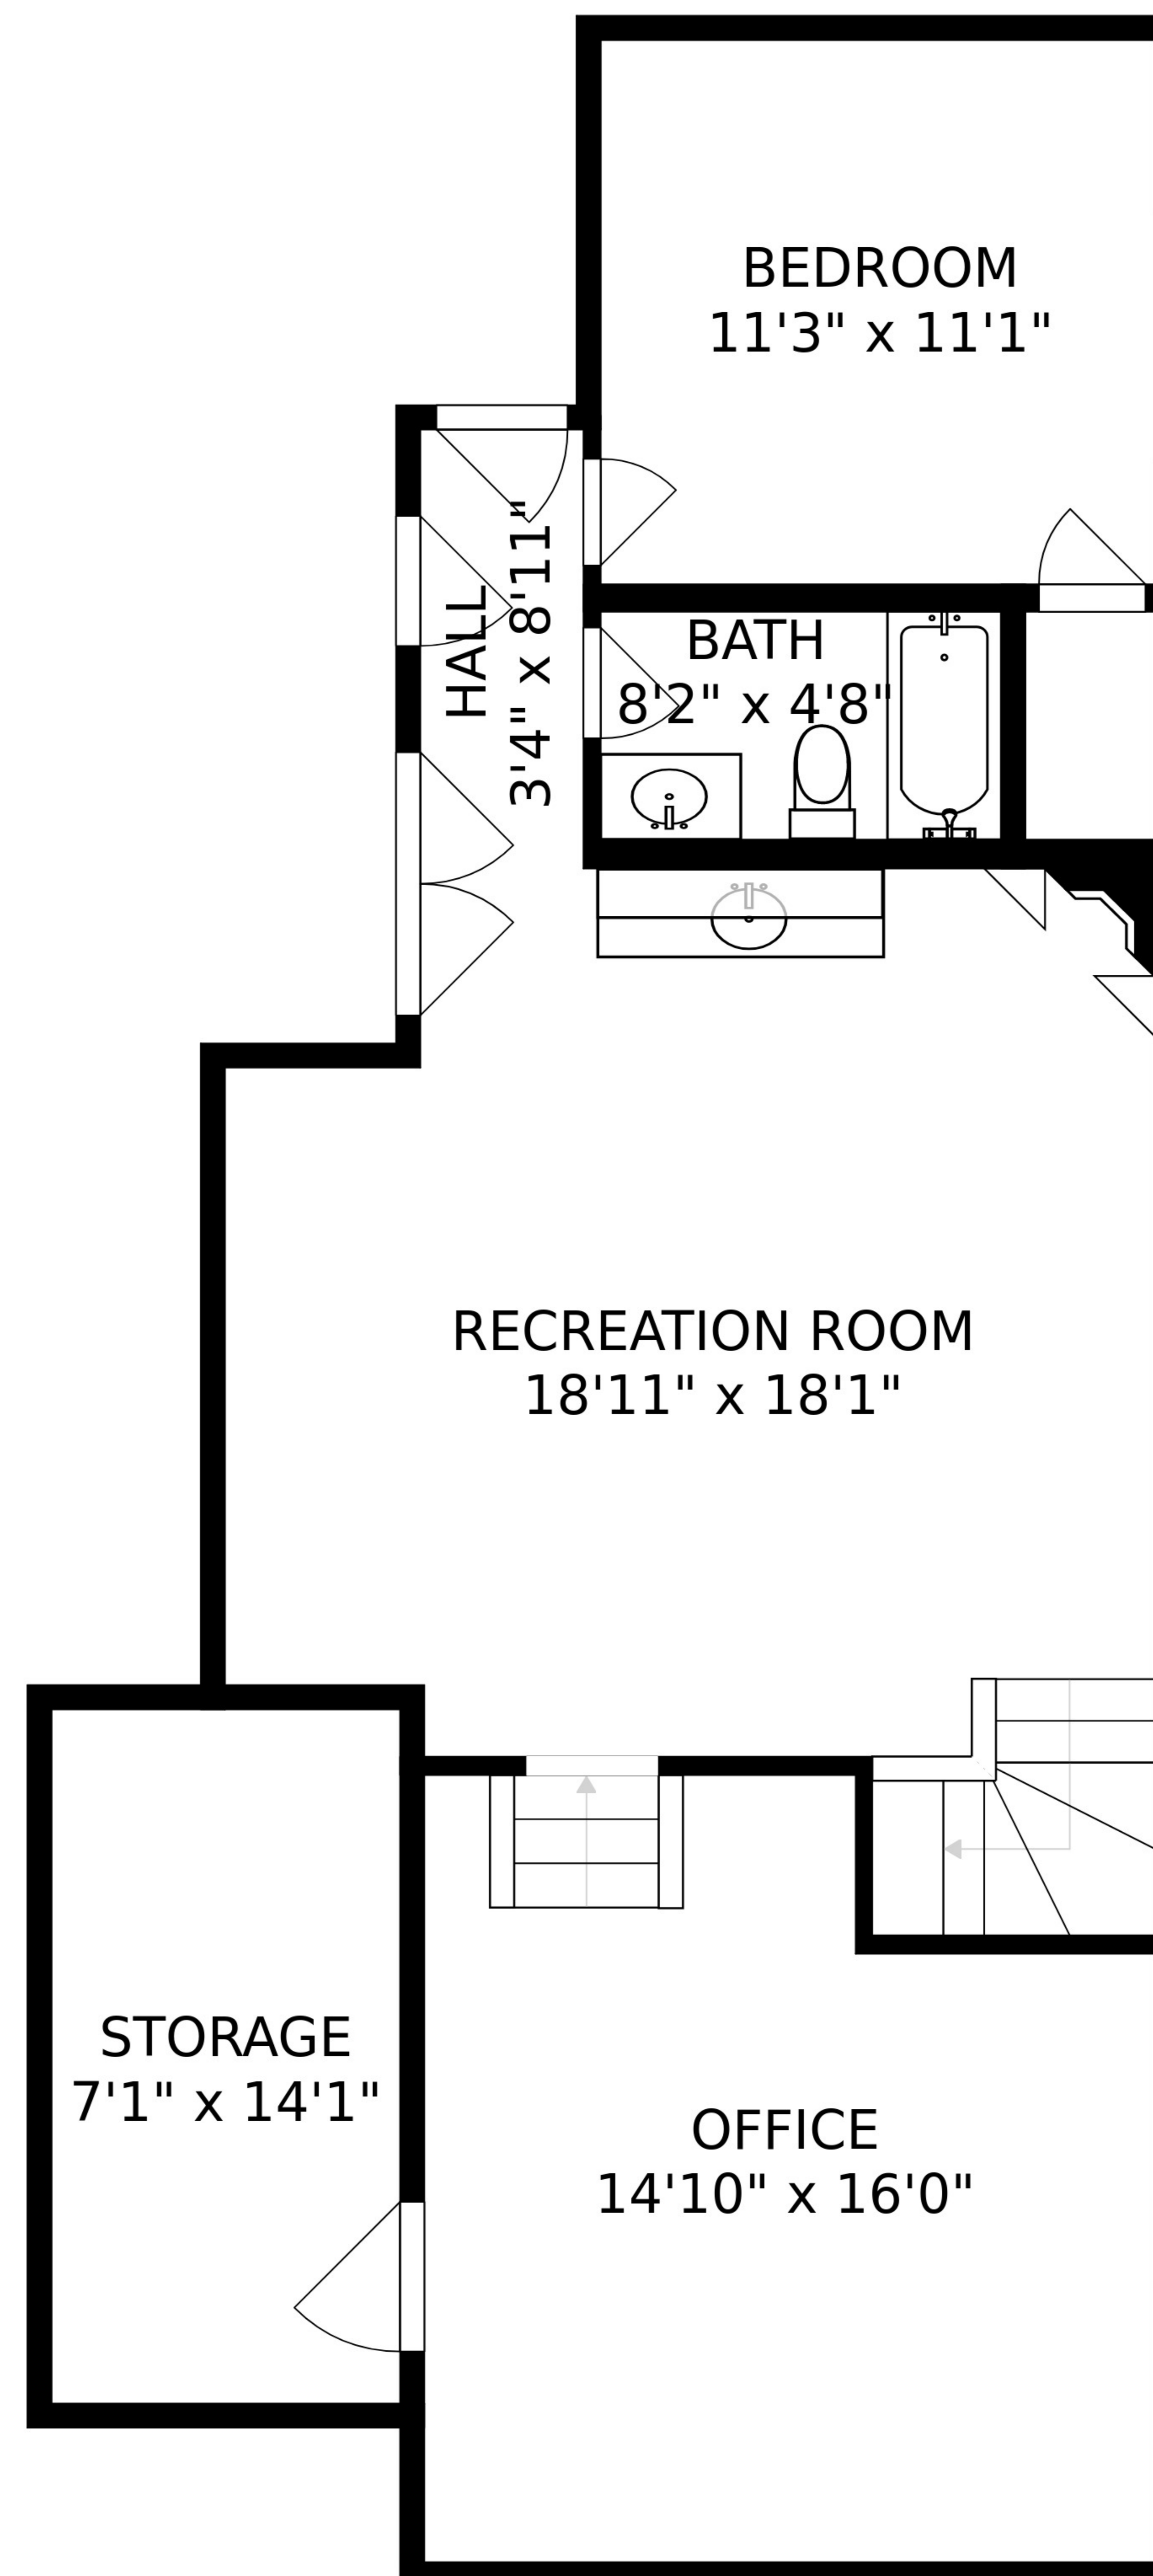 BEDROOM
11'3" x 11'1"
HALL
3'4" x 8'11"
BATH
8'2" x 4'8"
RECREATION ROOM
18'11" x 18'1"
STORAGE
7'1" x 14'1"
OFFICE
14'10" x 16'0"